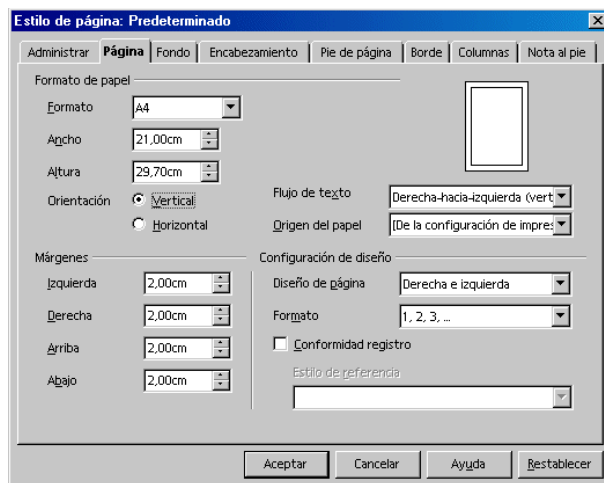 Estilo de página: Predeterminado
Administrar Página Fondo Encabezamiento Pie de página Borde Columnas Nota al pie
Formato de papel
Formato A4
Ancho 21,00cm
Altura 29,70cm
Orientación Vertical
Horizontal
Flujo de texto Derecha-hacia-izquierda (vert
Origen del papel [De la configuración de impres
Márgenes
Izquierda 2,00cm
Derecha 2,00cm
Arriba 2,00cm
Abajo 2,00cm
Configuración de diseño
Diseño de página Derecha e izquierda
Formato 1, 2, 3, ...
Conformidad registro
Estilo de referencia
Aceptar Cancelar Ayuda Restablecer